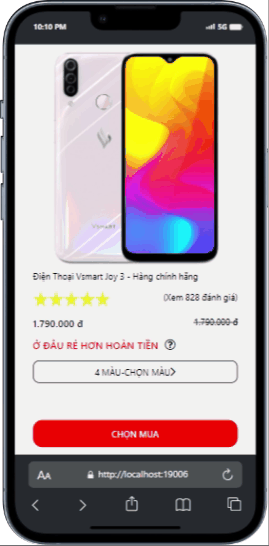 10:10 PM 5G
VSMART
Điện Thoại Vsmart Joy 3 - Hàng chính hãng
(Xem 828 đánh giá)
1.790.000 đ 1.790.000 đ
Ở ĐÂU RẺ HƠN HOÀN TIỀN ?
4 MÀU-CHỌN MÀU>
CHỌN MUA
AA http://localhost:19006